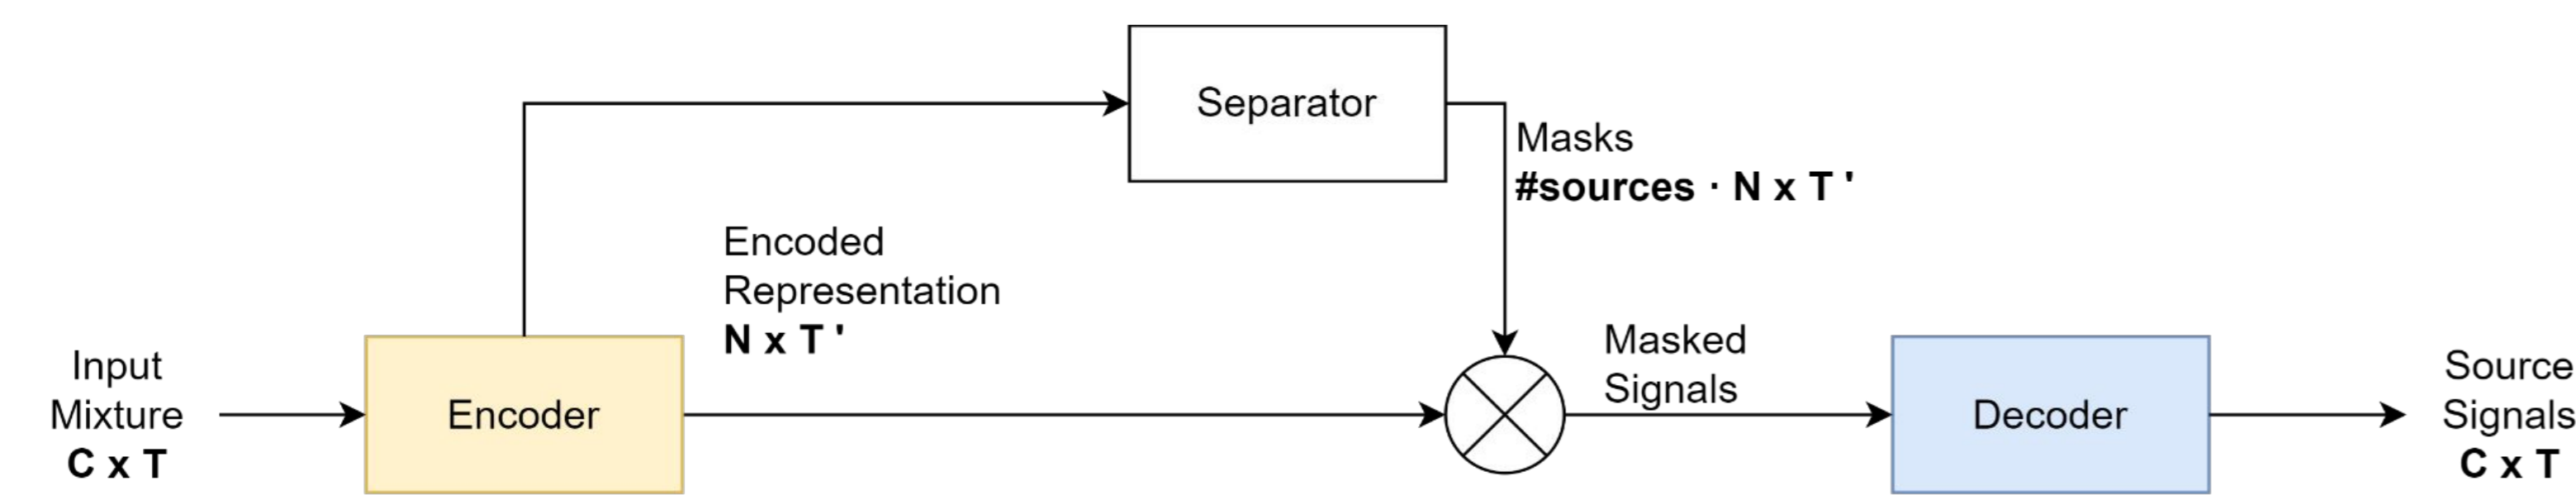 Separator
Masks
#sources · N x T '
Encoded
Representation
N x T '
Input
Mixture
C x T
Encoder
Masked
Signals
Decoder
Source
Signals
C x T